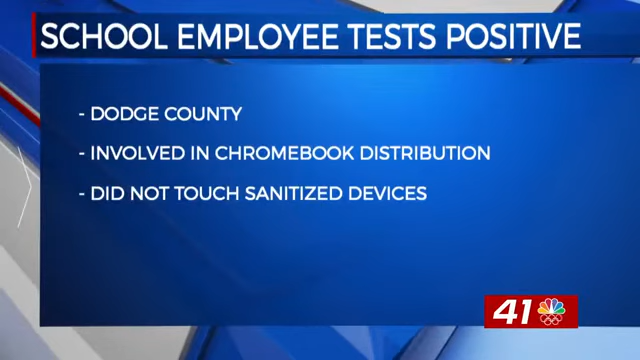 SCHOOL EMPLOYEE TESTS POSITIVE
- DODGE COUNTY
- INVOLVED IN CHROMEBOOK DISTRIBUTION
- DID NOT TOUCH SANITIZED DEVICES
41